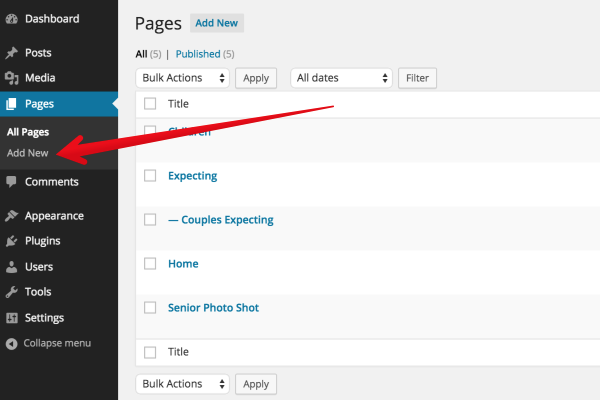 Dashboard
Posts
Media
Pages
All Pages
Add New
Comments
Appearance
Plugins
Users
Tools
Settings
Collapse menu
Pages Add New
All (5) | Published (5)
Bulk Actions Apply All dates Filter
Title
Children
Expecting
— Couples Expecting
Home
Senior Photo Shot
Title
Bulk Actions Apply